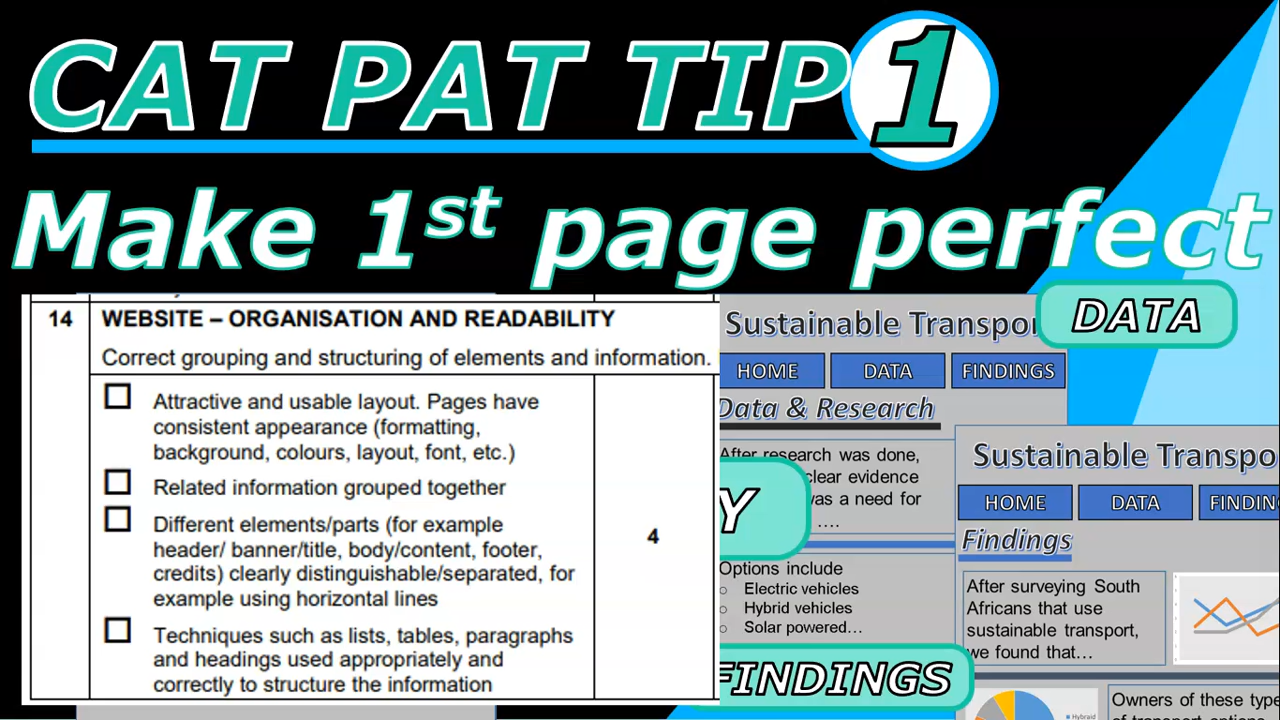 CAT PAT TIP 1
Make 1st page perfect
14
WEBSITE – ORGANISATION AND READABILITY
Correct grouping and structuring of elements and information.
Attractive and usable layout. Pages have
consistent appearance (formatting,
background, colours, layout, font, etc.)
Related information grouped together
Different elements/parts (for example
header/ banner/title, body/content, footer,
credits) clearly distinguishable/separated, for
example using horizontal lines
Techniques such as lists, tables, paragraphs
and headings used appropriately and
correctly to structure the information
4
DATA
Sustainable Transpor
HOME
DATA
FINDINGS
Data & Research
After research was done,
clear evidence
was a need for
....
Y
Options include
Electric vehicles
Hybrid vehicles
Solar powered…
FINDINGS
Sustainable Transpo
HOME
DATA
FINDIN
Findings
After surveying South
Africans that use
sustainable transport,
we found that…
Hybraid
Owners of these type